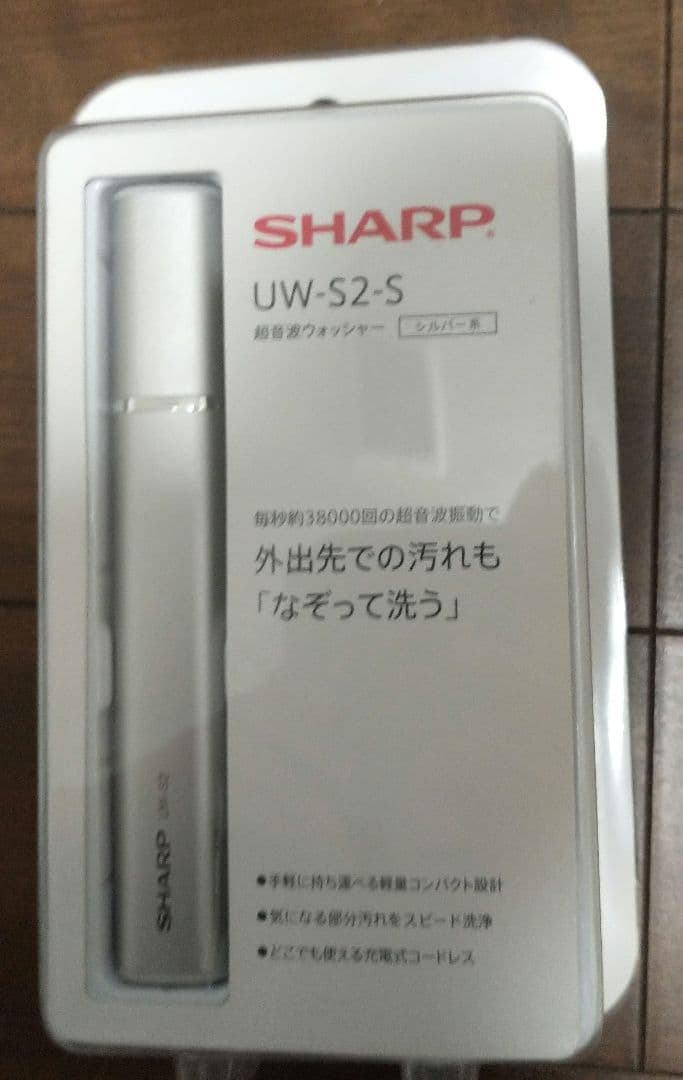 SHARP
UW-S2-S
超音波ウォッシャー シルバー系
毎秒約38000回の超音波振動で
外出先での汚れも
「なぞって洗う」
●手軽に持ち運べる軽量コンパクト設計
●気になる部分汚れをスピード洗浄
●どこでも使える充電式コードレス
SHARP UW-S2